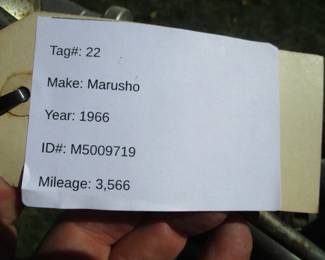 Tag#: 22
Make: Marusho
Year: 1966
ID#: M5009719
Mileage: 3,566